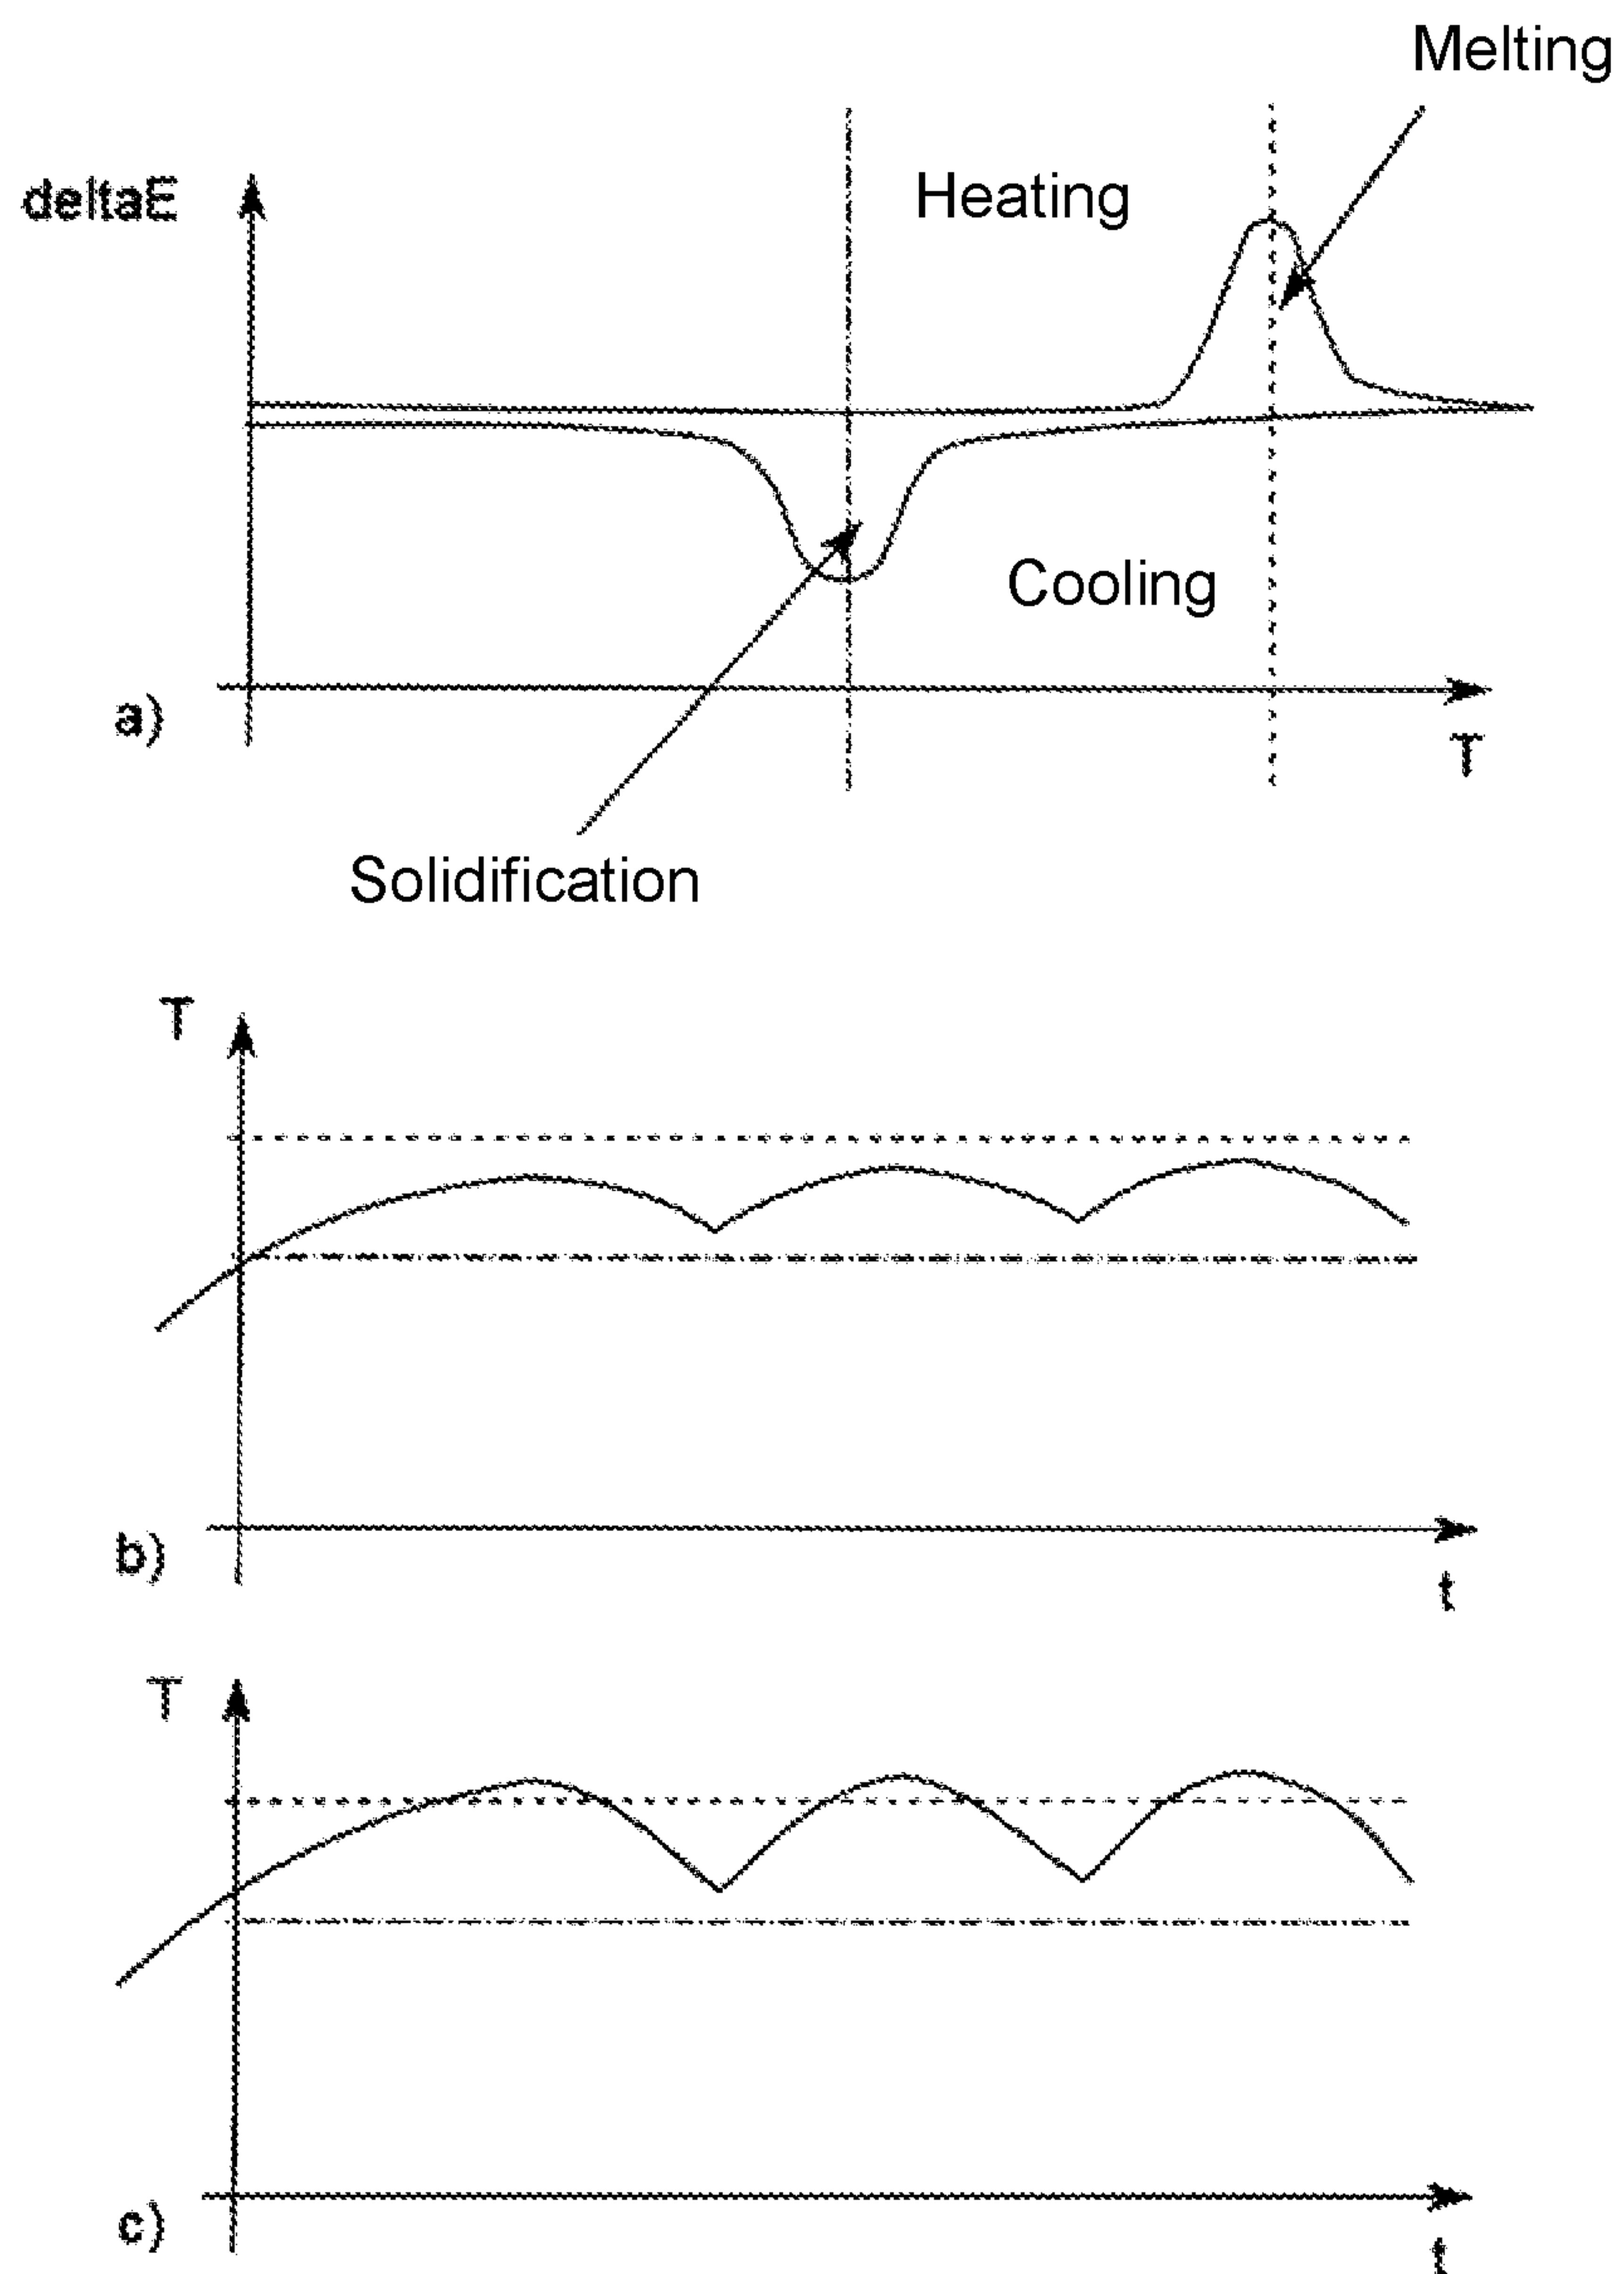 Melting
deltaE
Heating
Cooling
a)
T
Solidification
T
b)
t
T
c)
t